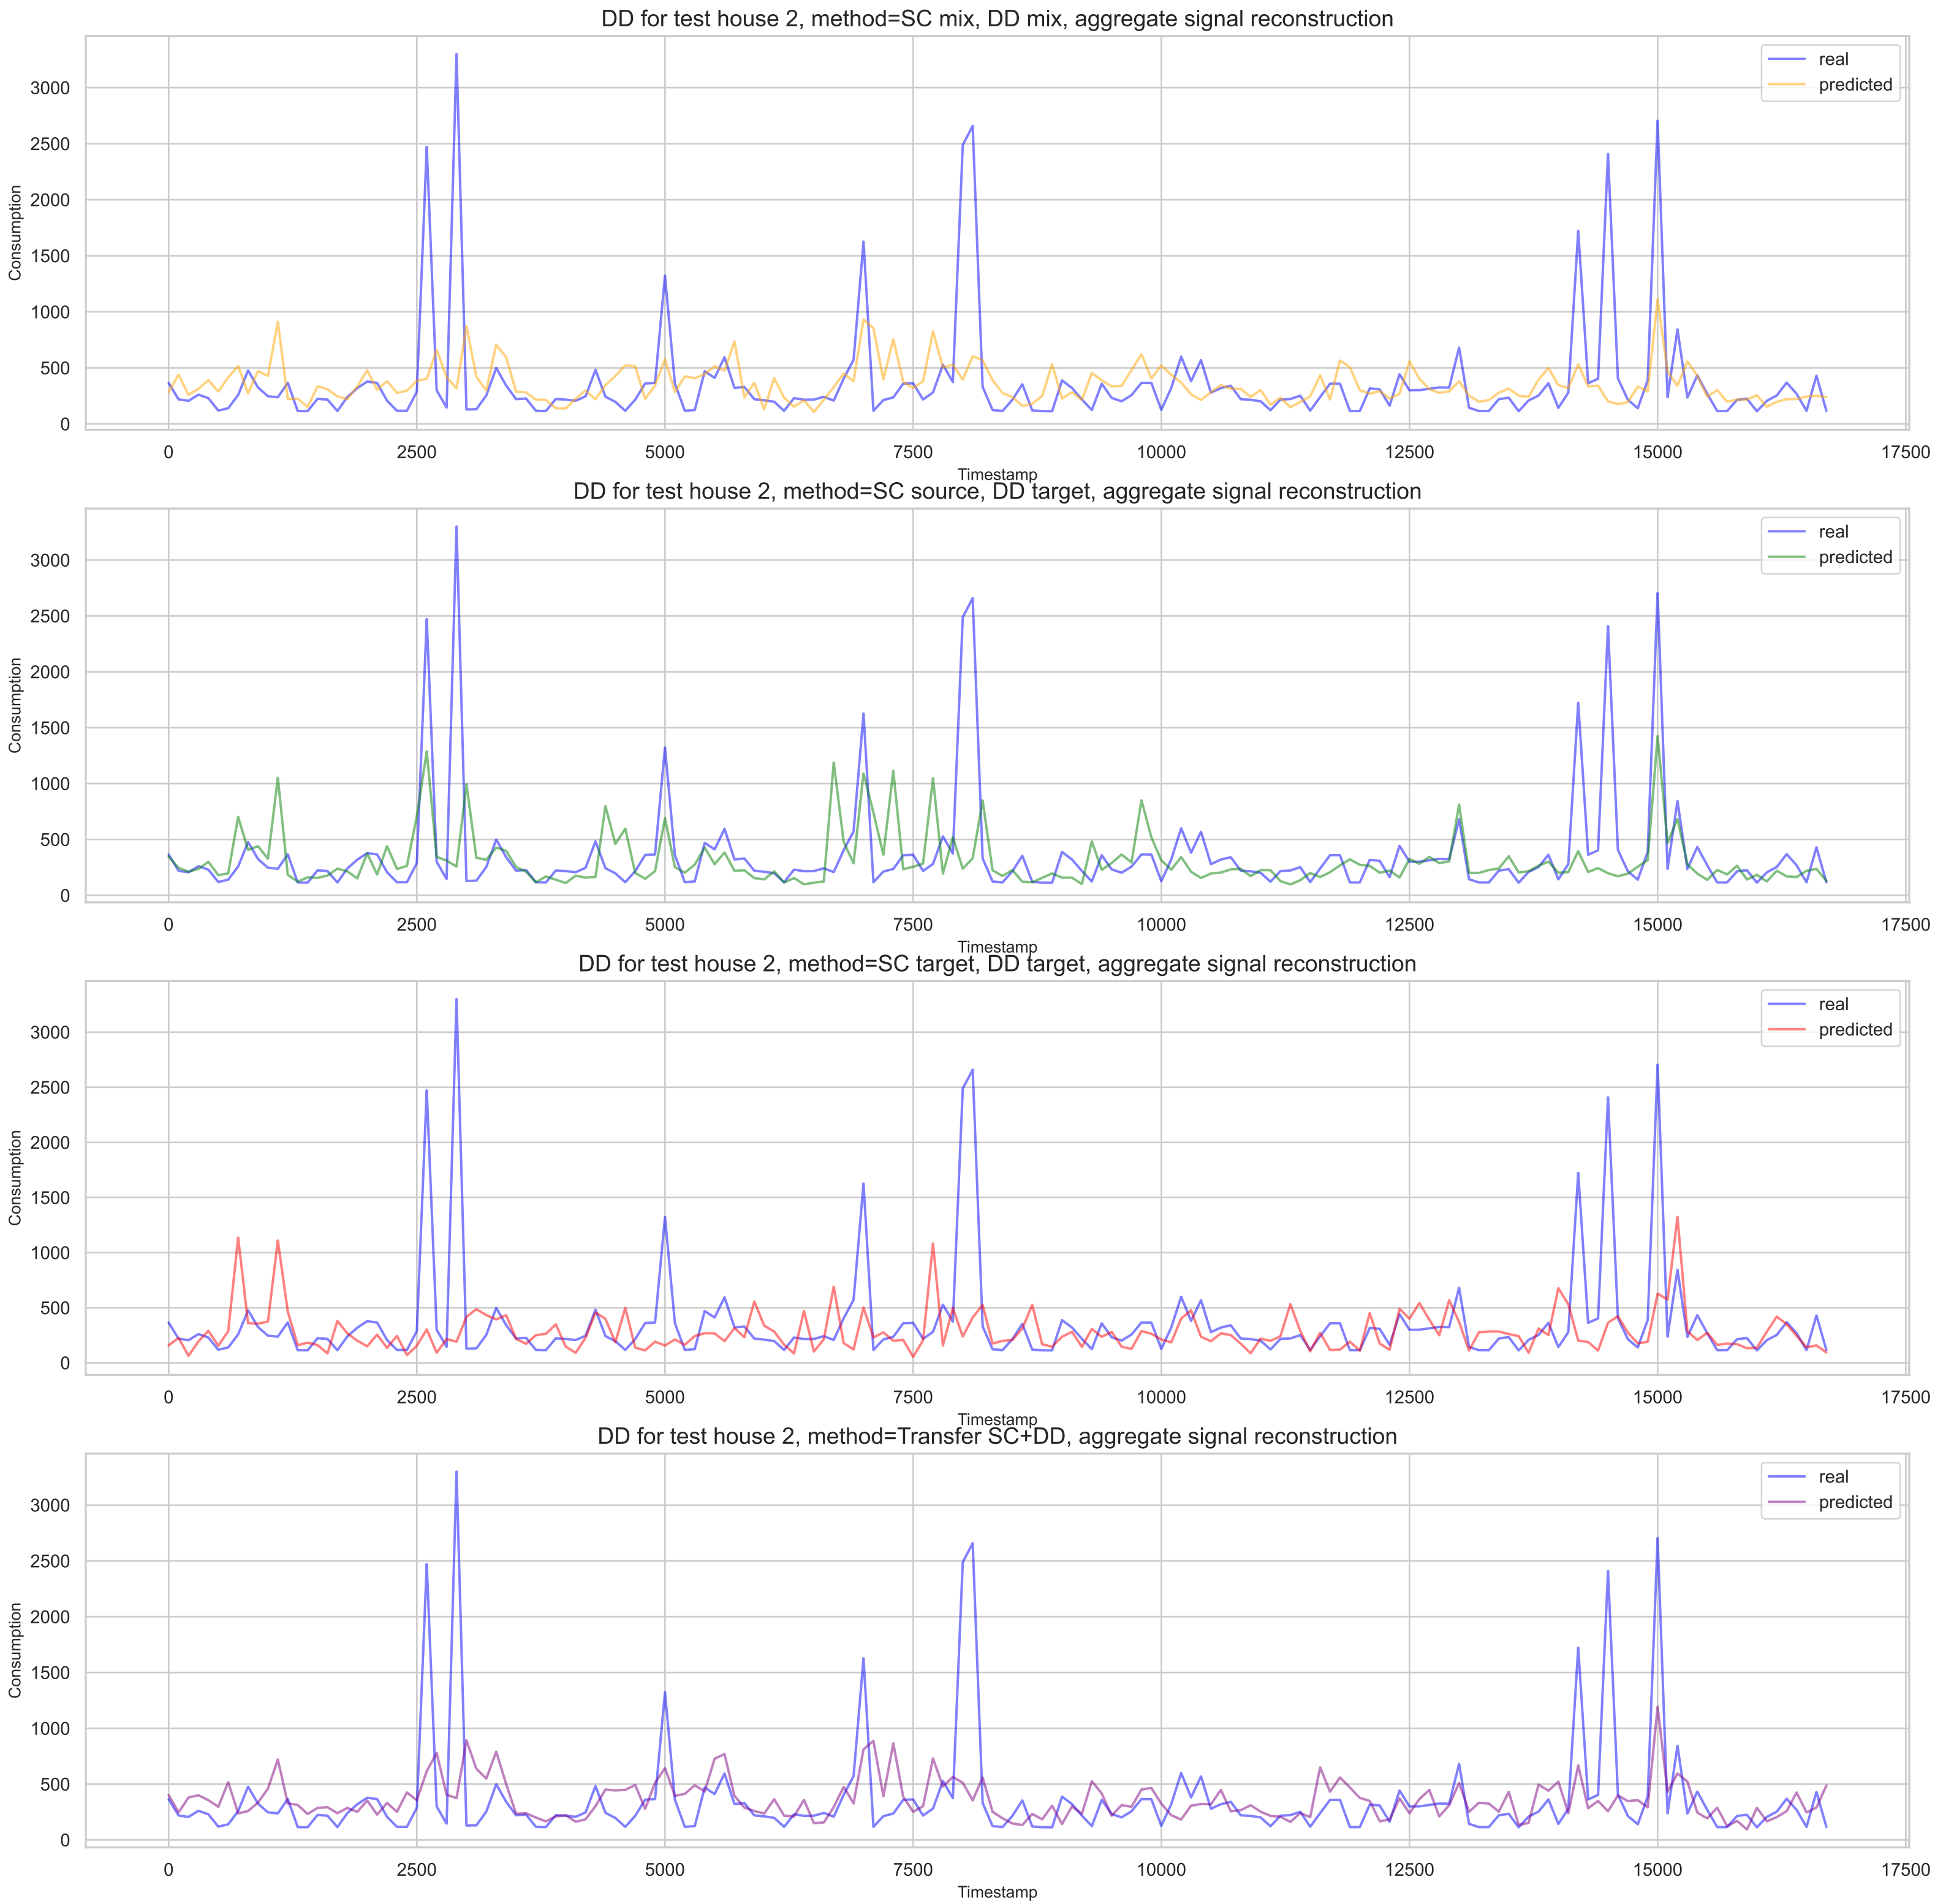 DD for test house 2, method=SC mix, DD mix, aggregate signal reconstruction
real
predicted
3000
2500
2000
1500
1000
500
0
Consumption
0 2500 5000 7500 10000 12500 15000 17500
Timestamp
DD for test house 2, method=SC source, DD target, aggregate signal reconstruction
real
predicted
3000
2500
2000
1500
1000
500
0
Consumption
0 2500 5000 7500 10000 12500 15000 17500
Timestamp
DD for test house 2, method=SC target, DD target, aggregate signal reconstruction
real
predicted
3000
2500
2000
1500
1000
500
0
Consumption
0 2500 5000 7500 10000 12500 15000 17500
Timestamp
DD for test house 2, method=Transfer SC+DD, aggregate signal reconstruction
real
predicted
3000
2500
2000
1500
1000
500
0
Consumption
0 2500 5000 7500 10000 12500 15000 17500
Timestamp